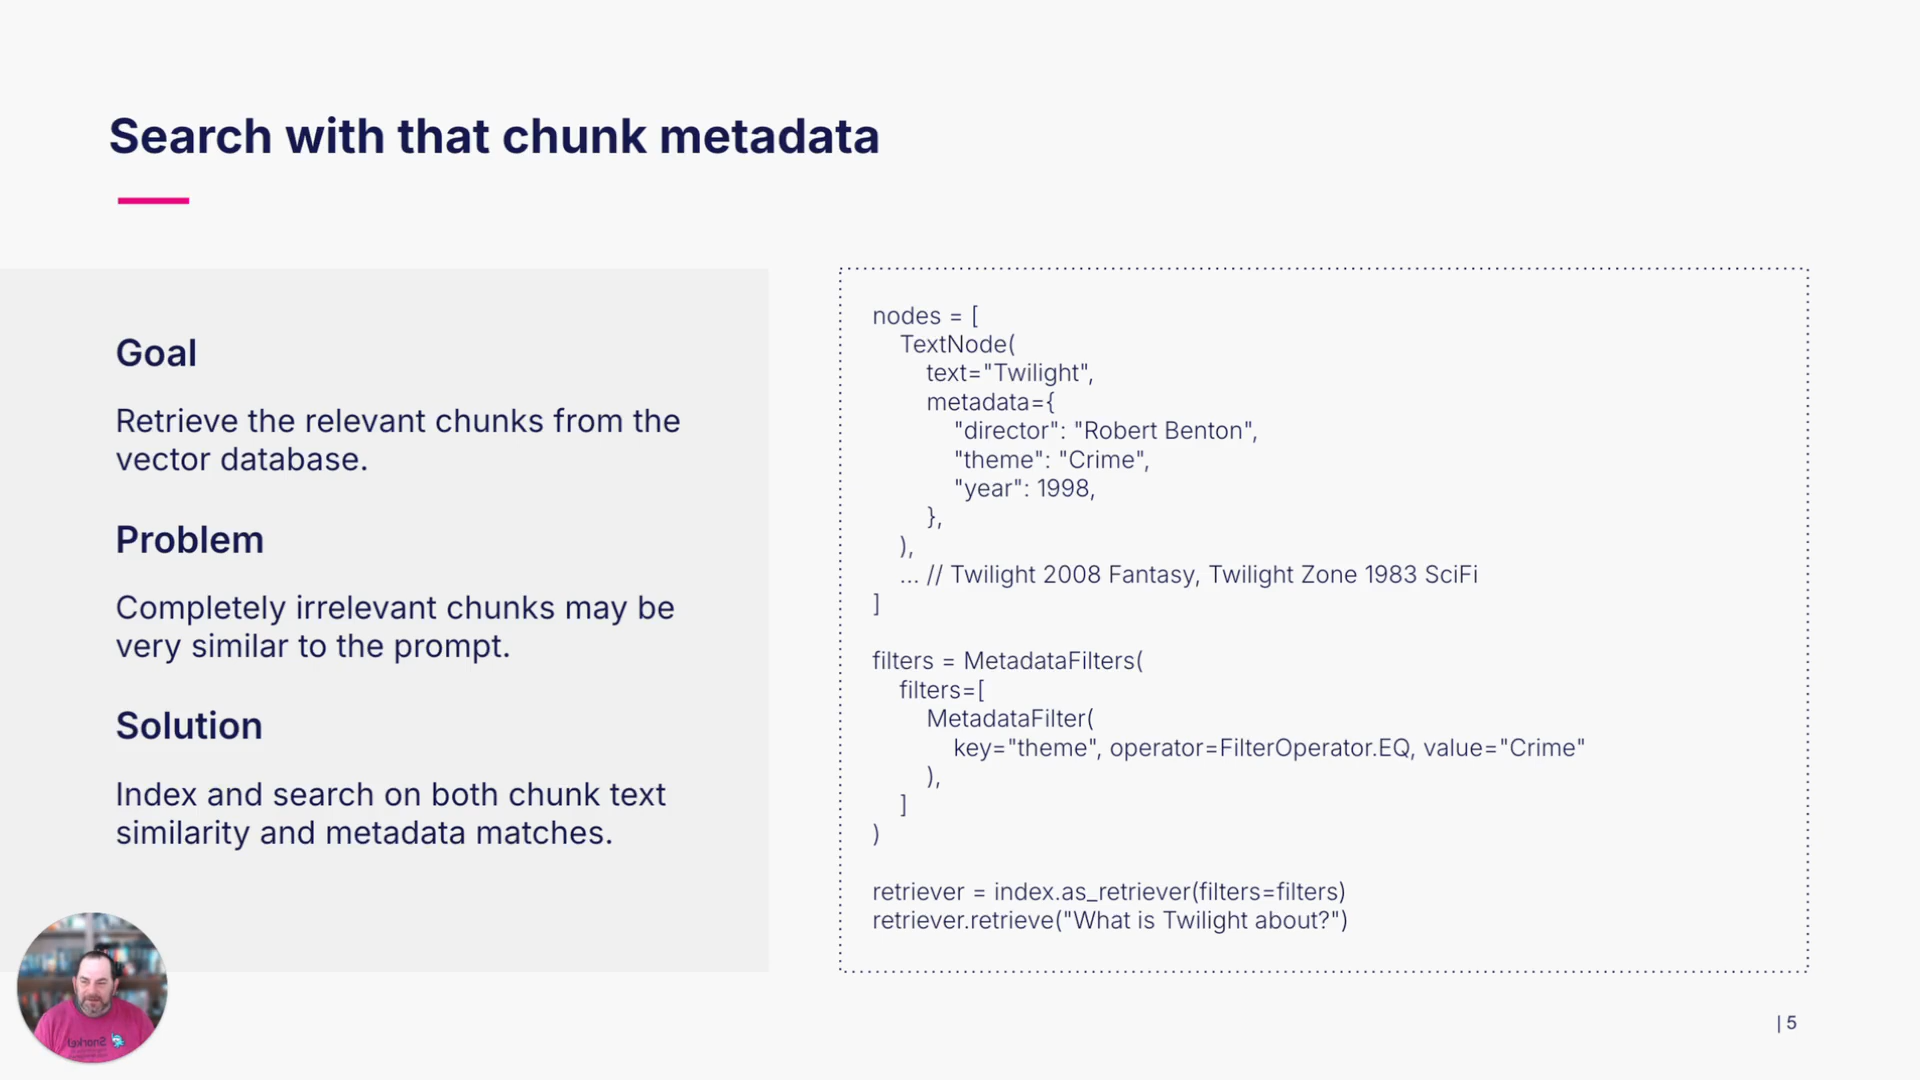 Search with that chunk metadata
Goal
Retrieve the relevant chunks from the
vector database.
Problem
Completely irrelevant chunks may be
very similar to the prompt.
Solution
Index and search on both chunk text
similarity and metadata matches.
nodes = [
TextNode(
text="Twilight",
metadata={
"director": "Robert Benton",
"theme": "Crime",
"year": 1998,
},
),
... // Twilight 2008 Fantasy, Twilight Zone 1983 SciFi
]
filters = MetadataFilters(
filters=[
MetadataFilter(
key="theme", operator=FilterOperator.EQ, value="Crime"
),
]
)
retriever = index.as_retriever(filters=filters)
retriever.retrieve("What is Twilight about?")
Snorkel
| 5